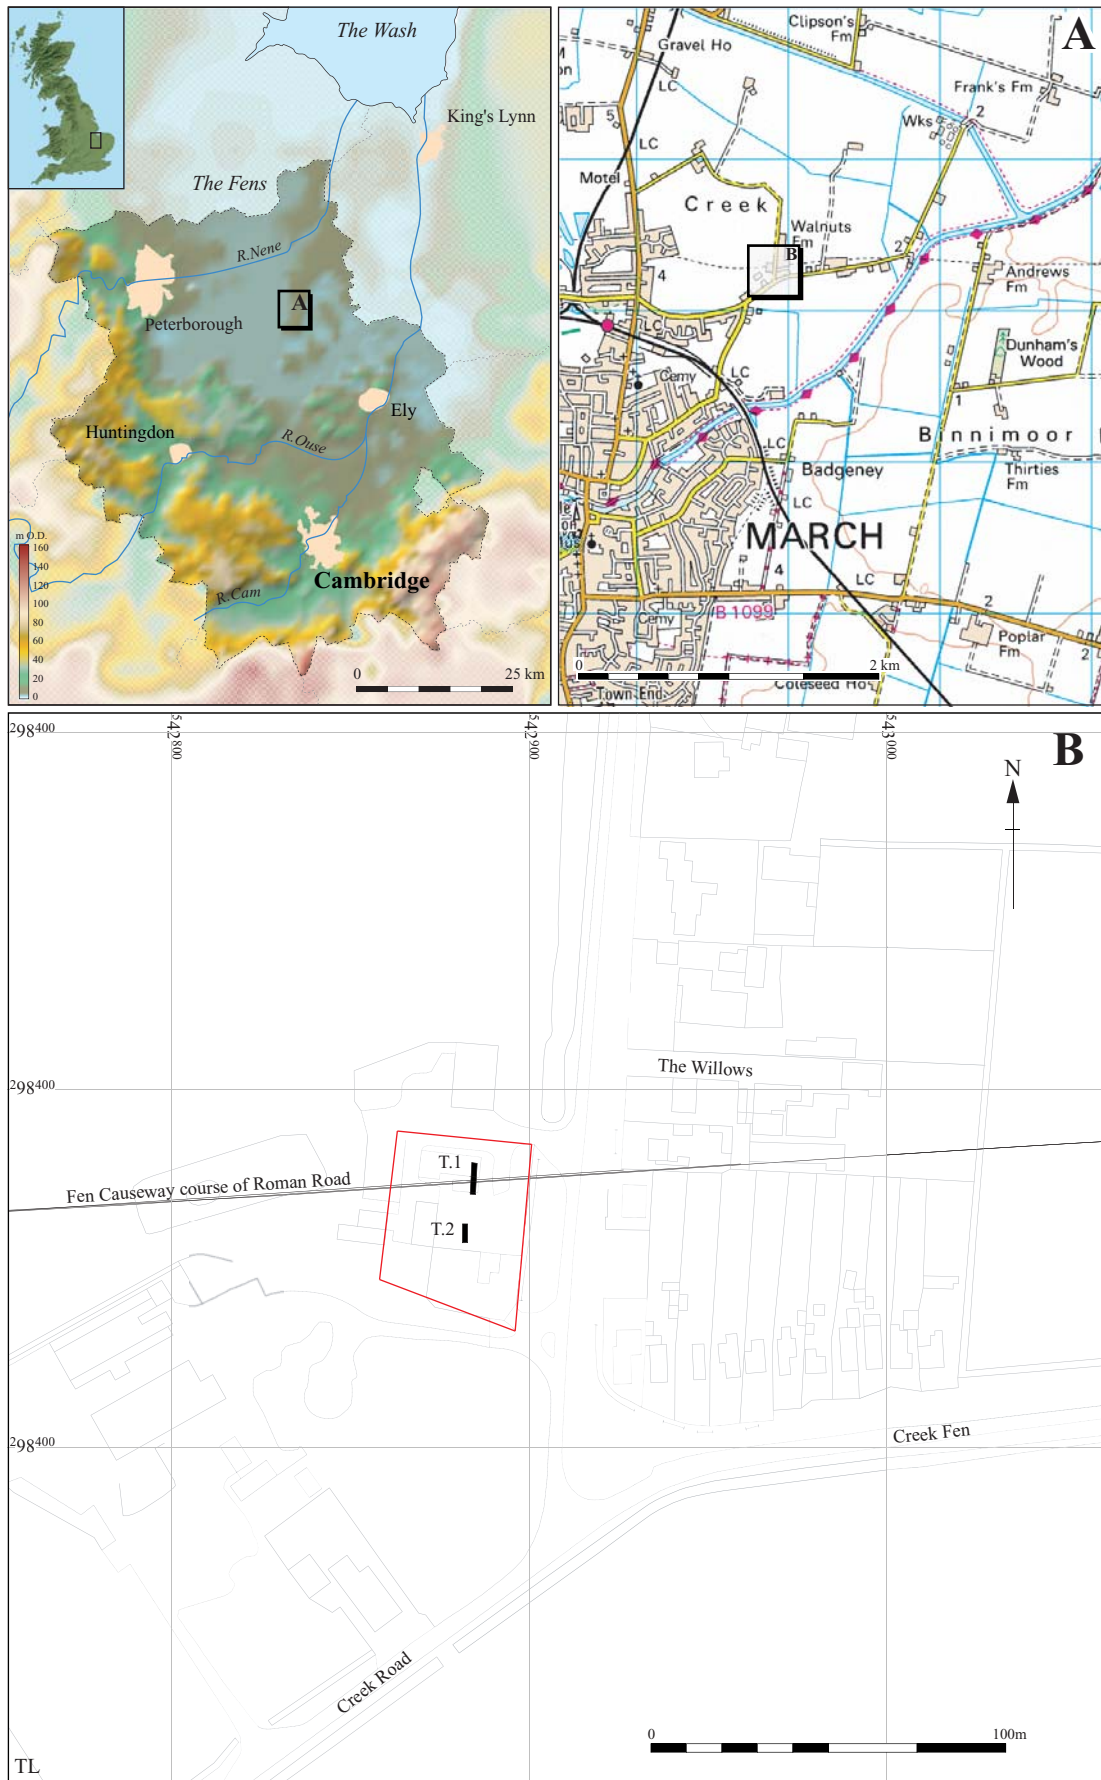 The Wash
King's Lynn
The Fens
R.Nene
A
Peterborough
Ely
Huntingdon
R.Ouse
m O.D.
160
140
120
100
80
60
40
20
0
Cambridge
R.Cam
0
25 km
A
Clipson's
Fm
Gravel Ho
LC
Frank's Fm
5
Wks
2
LC
Motel
Creek
Walnuts
Fm
B
2
4
Andrews
Fm
LC
Dunham's
Wood
Cemy
LC
1
Binnimoor
LC
Badgeney
Thirties
Fm
LC
MARCH
4
LC
B 1099
2
Cemy
Poplar
Fm
2
0
2 km
Town End
Coleseed Ho
B
298400
542800
542900
543000
N
The Willows
298400
T.1
Fen Causeway course of Roman Road
T.2
Creek Fen
298400
Creek Road
0
100m
TL